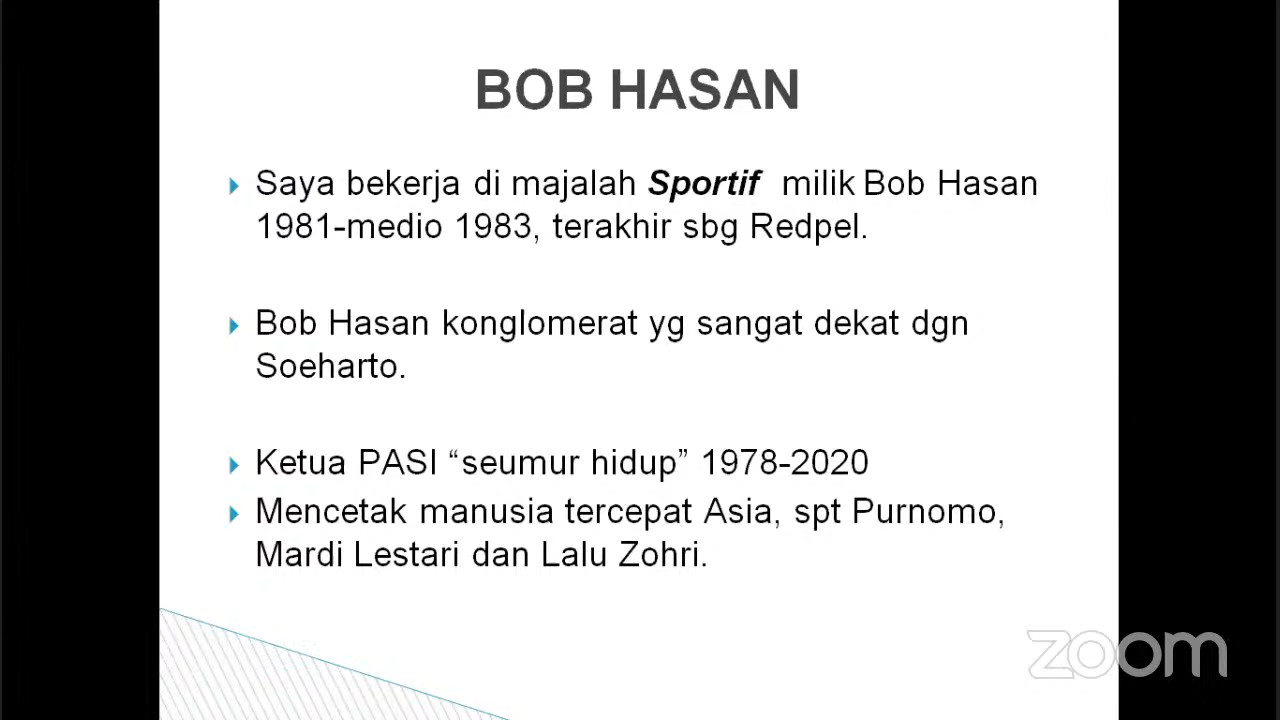 BOB HASAN
Saya bekerja di majalah Sportif milik Bob Hasan
1981-medio 1983, terakhir sbg Redpel.
Bob Hasan konglomerat yg sangat dekat dgn
Soeharto.
Ketua PASI “seumur hidup” 1978-2020
Mencetak manusia tercepat Asia, spt Purnomo,
Mardi Lestari dan Lalu Zohri.
zoom